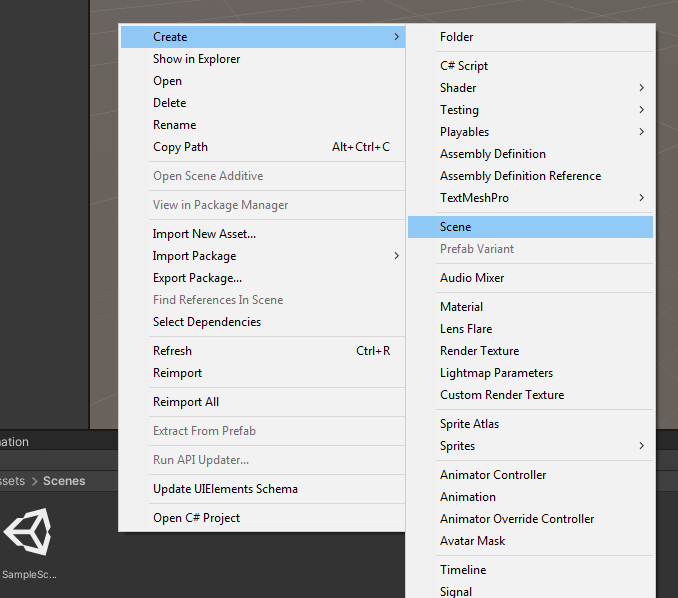 Create
Show in Explorer
Open
Delete
Rename
Copy Path Alt+Ctrl+C
Open Scene Additive
View in Package Manager
Import New Asset...
Import Package
Export Package...
Find References In Scene
Select Dependencies
Refresh Ctrl+R
Reimport
Reimport All
Extract From Prefab
Run API Updater...
Update UIElements Schema
Open C# Project
Folder
C# Script
Shader
Testing
Playables
Assembly Definition
Assembly Definition Reference
TextMeshPro
Scene
Prefab Variant
Audio Mixer
Material
Lens Flare
Render Texture
Lightmap Parameters
Custom Render Texture
Sprite Atlas
Sprites
Animator Controller
Animation
Animator Override Controller
Avatar Mask
Timeline
Signal
nation
ssets > Scenes
SampleSc...